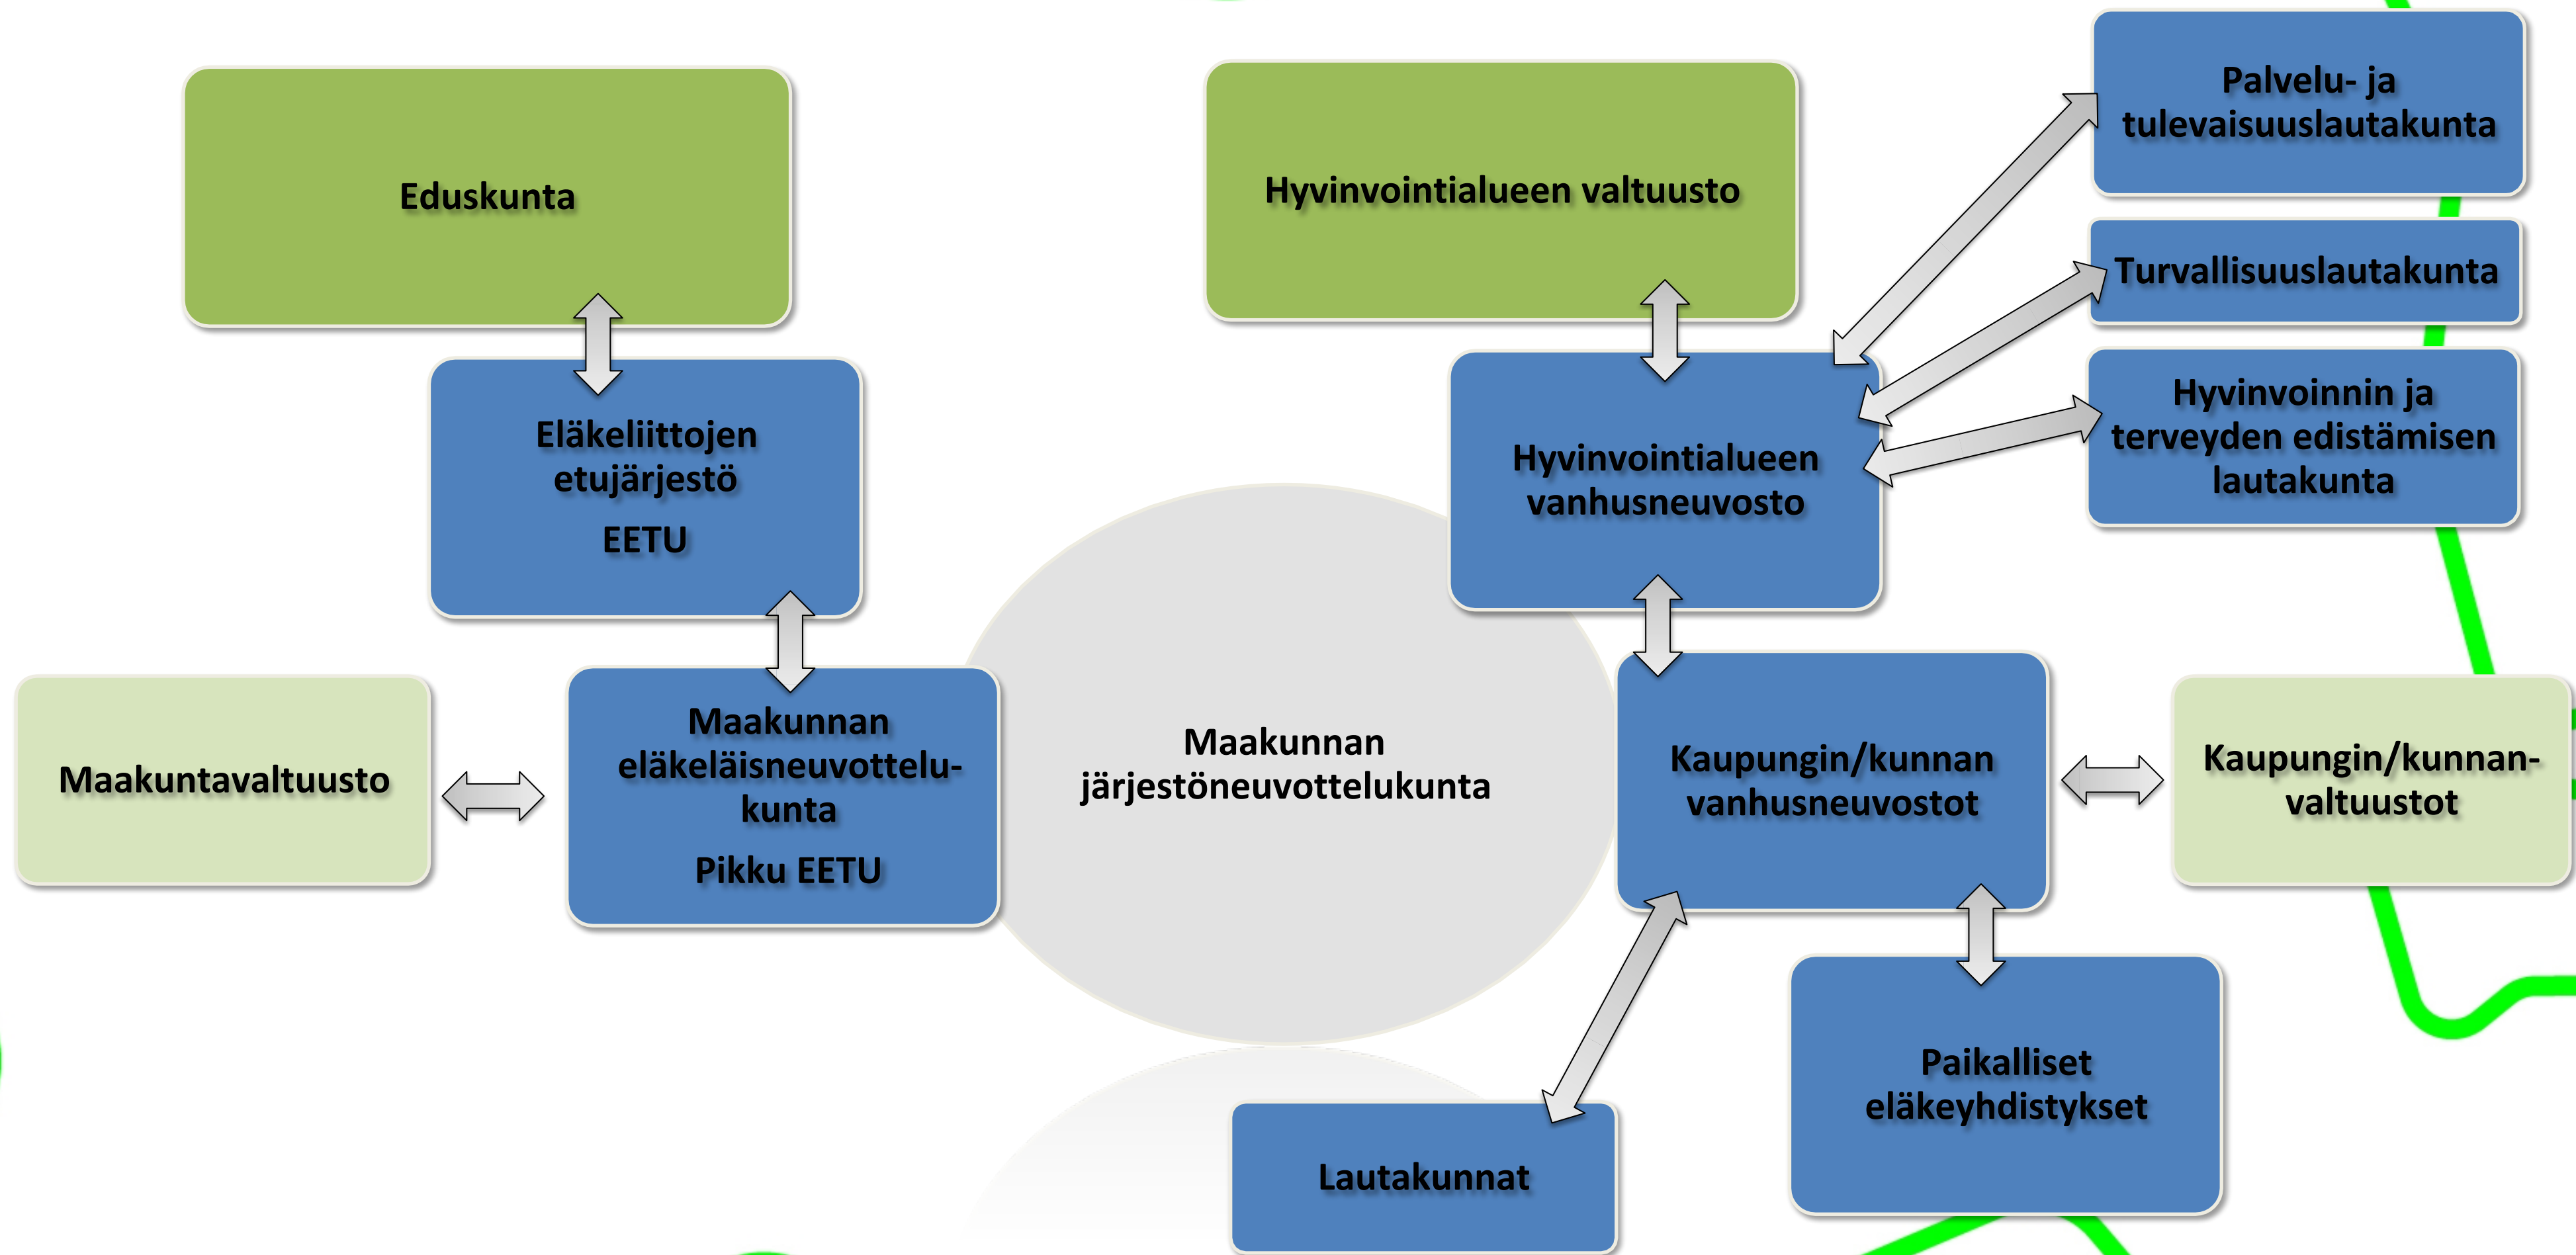 Eduskunta
Eläkeliittojen
etujärjestö
EETU
Maakuntavaltuusto
Maakunnan
eläkeläisneuvottelu-
kunta
Pikku EETU
Maakunnan
järjestöneuvottelukunta
Hyvinvointialueen valtuusto
Hyvinvointialueen
vanhusneuvosto
Palvelu- ja
tulevaisuuslautakunta
Turvallisuuslautakunta
Hyvinvoinnin ja
terveyden edistämisen
lautakunta
Kaupungin/kunnan
vanhusneuvostot
Kaupungin/kunnan-
valtuustot
Lautakunnat
Paikalliset
eläkeyhdistykset